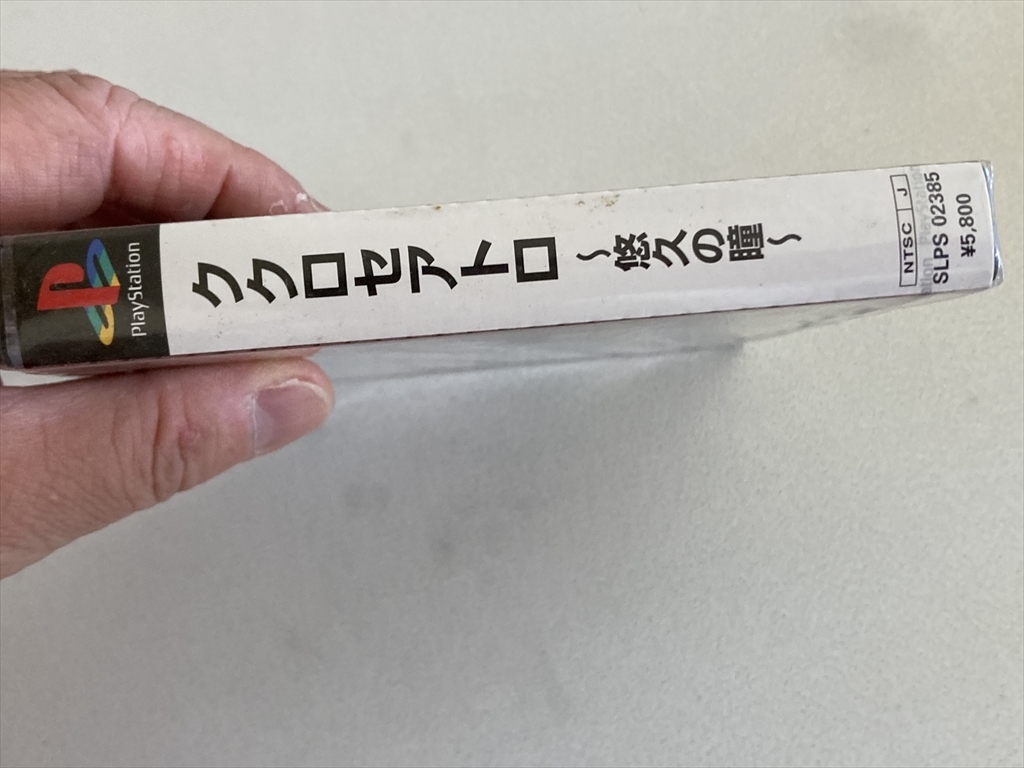 PlayStation
ククロセアトロ
～悠久の瞳～
NTSC J
SLPS 02385
¥5,800